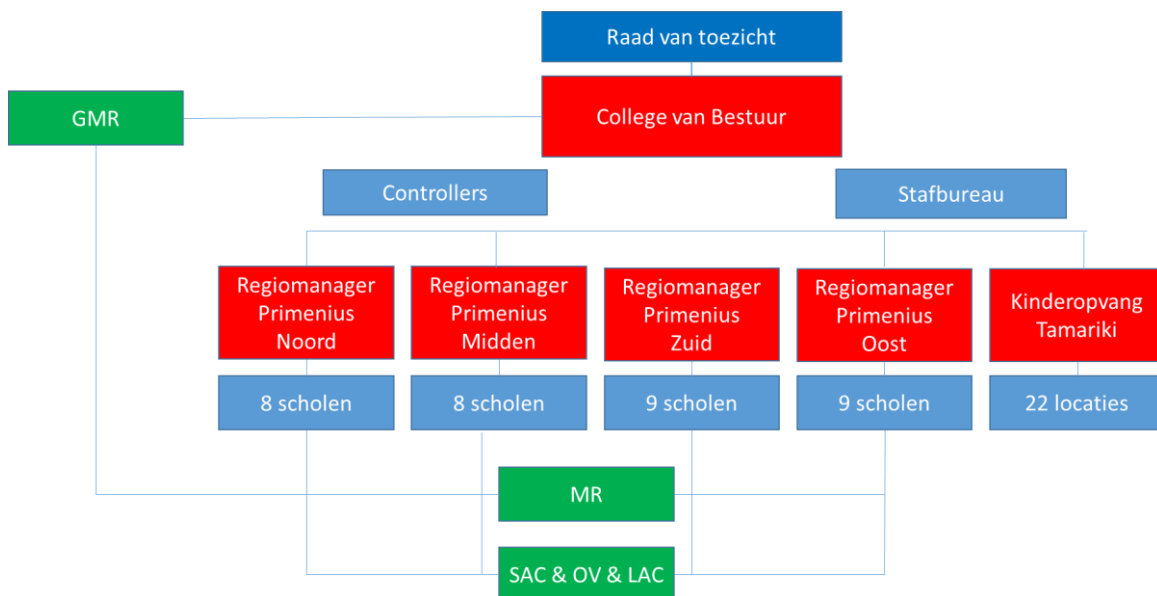 Raad van toezicht
GMR
College van Bestuur
Controllers
Stafbureau
Regiomanager
Primenius
Noord
Regiomanager
Primenius
Midden
Regiomanager
Primenius
Zuid
Regiomanager
Primenius
Oost
Kinderopvang
Tamariki
8 scholen
8 scholen
9 scholen
9 scholen
22 locaties
MR
SAC & OV & LAC